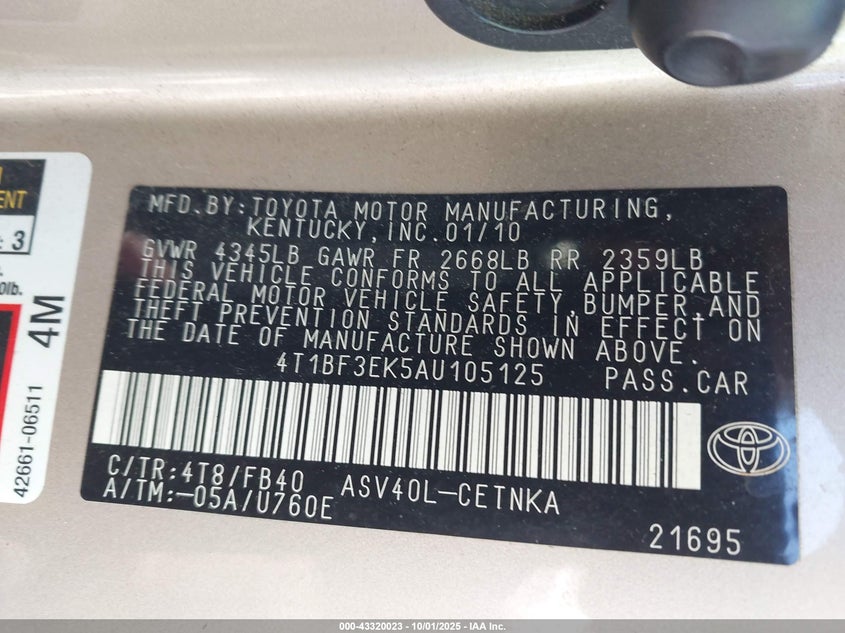 ENT
: 3
s.
0lb.
4M
42661-06511
MFD.BY:TOYOTA MOTOR MANUFACTURING,
KENTUCKY,INC.01/10
GVWR 4345LB GAWR FR 2668LB RR 2359LB
THIS VEHICLE CONFORMS TO ALL APPLICABLE
FEDERAL MOTOR VEHICLE SAFETY,BUMPER,AND
THEFT PREVENTION STANDARDS IN EFFECT ON
THE DATE OF MANUFACTURE SHOWN ABOVE.
4T1BF3EK5AU105125 PASS.CAR
C/TR:4T8/FB40 ASV40L-CETNKA
A/TM:-05A/U760E
21695
000-43320023 - 10/01/2025 - IAA Inc.